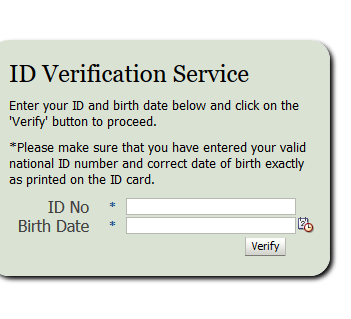 ID Verification Service
Enter your ID and birth date below and click on the
'Verify' button to proceed.
*Please make sure that you have entered your valid
national ID number and correct date of birth exactly
as printed on the ID card.
ID No *
Birth Date *
Verify